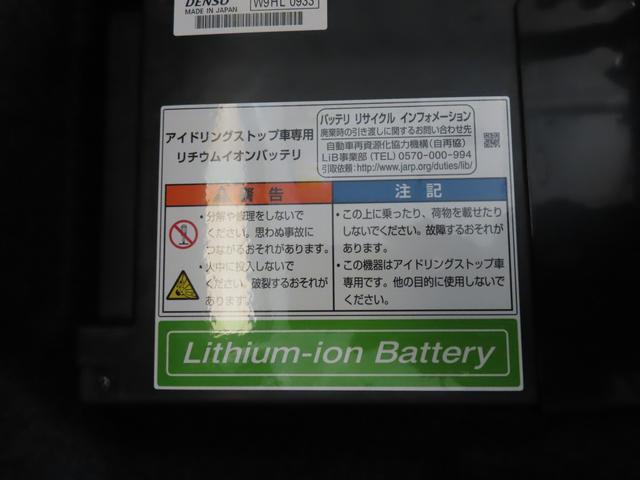 DENSO
MADE IN JAPAN
W9HL 0933
アイドリングストップ車専用
リチウムイオンバッテリ
バッテリ リサイクル インフォメーション
廃車時の引き渡しに関するお問い合わせ先
自動車再資源化協力機構(自再協)
LiB事業部 (TEL) 0570-000-994
引取依頼:http://www.jarp.org/duties/lib/
警告
・分解や修理をしないで
ください。思わぬ事故に
つながるおそれがあります。
・火中に投入しないで
ください。破裂するおそれが
あります。
注記
・この上に乗ったり、荷物を載せたり
しないでください。故障するおそれが
あります。
・この機器はアイドリングストップ車
専用です。他の目的に使用しないで
ください。
Lithium-ion Battery